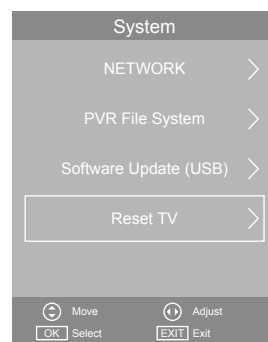 System
NETWORK
PVR File System
Software Update (USB)
Reset TV
Move Adjust
OK Select EXIT Exit